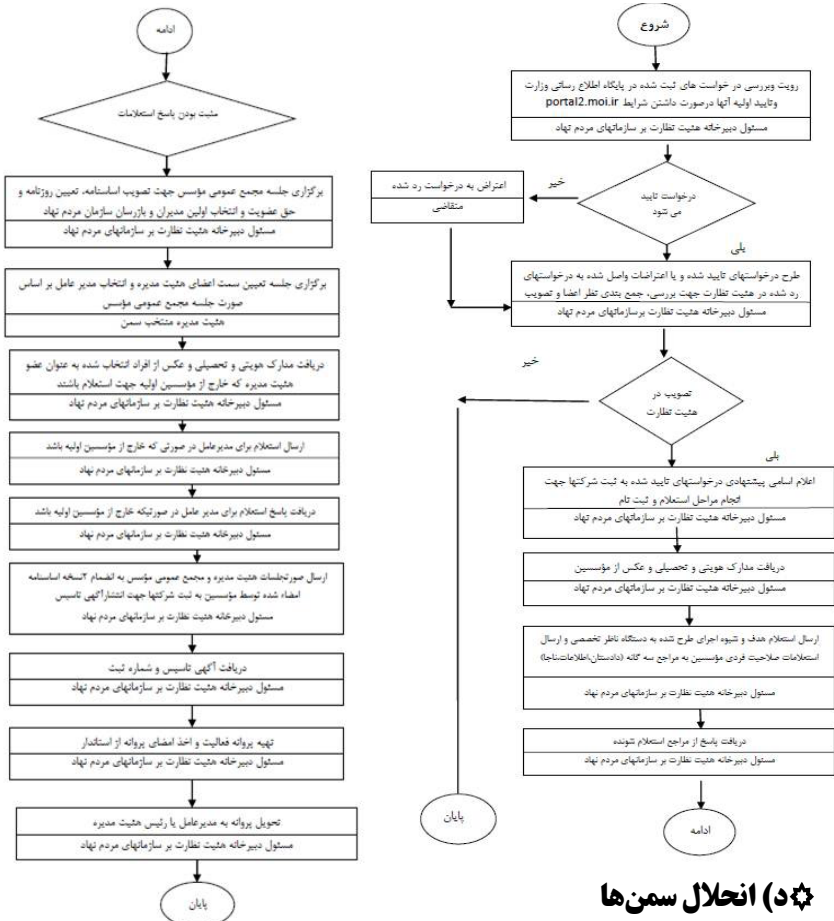 شروع
رویت وبررسی در خواست های ثبت شده در پایگاه اطلاع رسانی وزارت
وتایید اولیه آنها درصورت داشتن شرایط portal2.moi.ir
مسئول دبیرخانه هیئت نظارت بر سازمانهای مردم نهاد
درخواست تایید
می شود
خیر
اعتراض به درخواست رد شده
متقاضی
بلی
طرح درخواستهای تایید شده و یا اعتراضات واصل شده به درخواستهای
رد شده در هیئت نظارت جهت بررسی، جمع بندی نظر اعضا و تصویب
مسئول دبیرخانه هیئت نظارت برسازمانهای مردم نهاد
خیر
تصویب در
هیئت نظارت
بلی
اعلام اسامی پیشنهادی درخواستهای تایید شده به ثبت شرکتها جهت
انجام مراحل استعلام و ثبت نام
مسئول دبیرخانه هیئت نظارت بر سازمانهای مردم نهاد
دریافت مدارک هویتی و تحصیلی و عکس از مؤسسین
مسئول دبیرخانه هیئت نظارت بر سازمانهای مردم نهاد
ارسال استعلام هدف و شیوه اجرای طرح شده به دستگاه ناظر تخصصی و ارسال
استعلامات صلاحیت فردی مؤسسین به مراجع سه گانه (دادستان،اطلاعات،ناجا)
مسئول دبیرخانه هیئت نظارت بر سازمانهای مردم نهاد
دریافت پاسخ از مراجع استعلام شونده
مسئول دبیرخانه هیئت نظارت بر سازمانهای مردم نهاد
ادامه
پایان
ادامه
مثبت بودن پاسخ استعلامات
برگزاری جلسه مجمع عمومی مؤسس جهت تصویب اساسنامه، تعیین روزنامه و
حق عضویت و انتخاب اولین مدیران و بازرسان سازمان مردم نهاد
مسئول دبیرخانه هیئت نظارت بر سازمانهای مردم نهاد
برگزاری جلسه تعیین سمت اعضای هیئت مدیره و انتخاب مدیر عامل بر اساس
صورت جلسه مجمع عمومی مؤسس
هیئت مدیره منتخب سمن
دریافت مدارک هویتی و تحصیلی و عکس از افراد انتخاب شده به عنوان عضو
هیئت مدیره که خارج از مؤسسین اولیه جهت استعلام باشند
مسئول دبیرخانه هیئت نظارت بر سازمانهای مردم نهاد
ارسال استعلام برای مدیرعامل در صورتی که خارج از مؤسسین اولیه باشد
مسئول دبیرخانه هیئت نظارت بر سازمانهای مردم نهاد
دریافت پاسخ استعلام برای مدیر عامل در صورتیکه خارج از مؤسسین اولیه باشد
مسئول دبیرخانه هیئت نظارت بر سازمانهای مردم نهاد
ارسال صورتجلسات هیئت مدیره و مجمع عمومی مؤسس به انضمام ۲نسخه اساسنامه
امضاء شده توسط مؤسسین به ثبت شرکتها جهت انتشارآگهی تاسیس
مسئول دبیرخانه هیئت نظارت بر سازمانهای مردم نهاد
دریافت آگهی تاسیس و شماره ثبت
مسئول دبیرخانه هیئت نظارت بر سازمانهای مردم نهاد
تهیه پروانه فعالیت و اخذ امضای پروانه از استاندار
مسئول دبیرخانه هیئت نظارت بر سازمانهای مردم نهاد
تحویل پروانه به مدیرعامل یا رئیس هیئت مدیره
مسئول دبیرخانه هیئت نظارت بر سازمانهای مردم نهاد
پایان
د) انحلال سمن‌ها